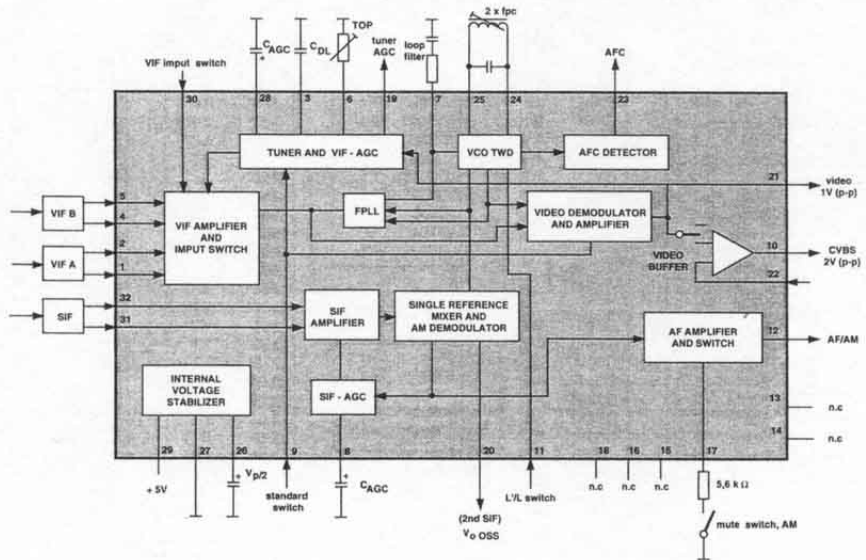 TOP
2 x fpc
C AGC
C DL
tuner
AGC
loop
filter
AFC
VIF imput switch
30
28
3
6
19
7
25
24
23
TUNER AND VIF - AGC
VCO TWD
AFC DETECTOR
21
video
1V (p-p)
VIF B
5
4
VIF AMPLIFIER
AND
IMPUT SWITCH
FPLL
VIDEO DEMODULATOR
AND AMPLIFIER
VIDEO
BUFFER
10
CVBS
2V (p-p)
22
VIF A
2
1
SIF
32
31
SIF
AMPLIFIER
SINGLE REFERENCE
MIXER AND
AM DEMODULATOR
AF AMPLIFIER
AND SWITCH
12
AF/AM
INTERNAL
VOLTAGE
STABILIZER
SIF - AGC
13
n.c
14
n.c
29
27
26
9
8
20
11
18
16
15
17
+ 5V
+ Vp/2
standard
switch
+
C AGC
(2nd SIF)
Vo OSS
L'/L switch
n.c
n.c
n.c
5,6 k Ω
mute switch, AM